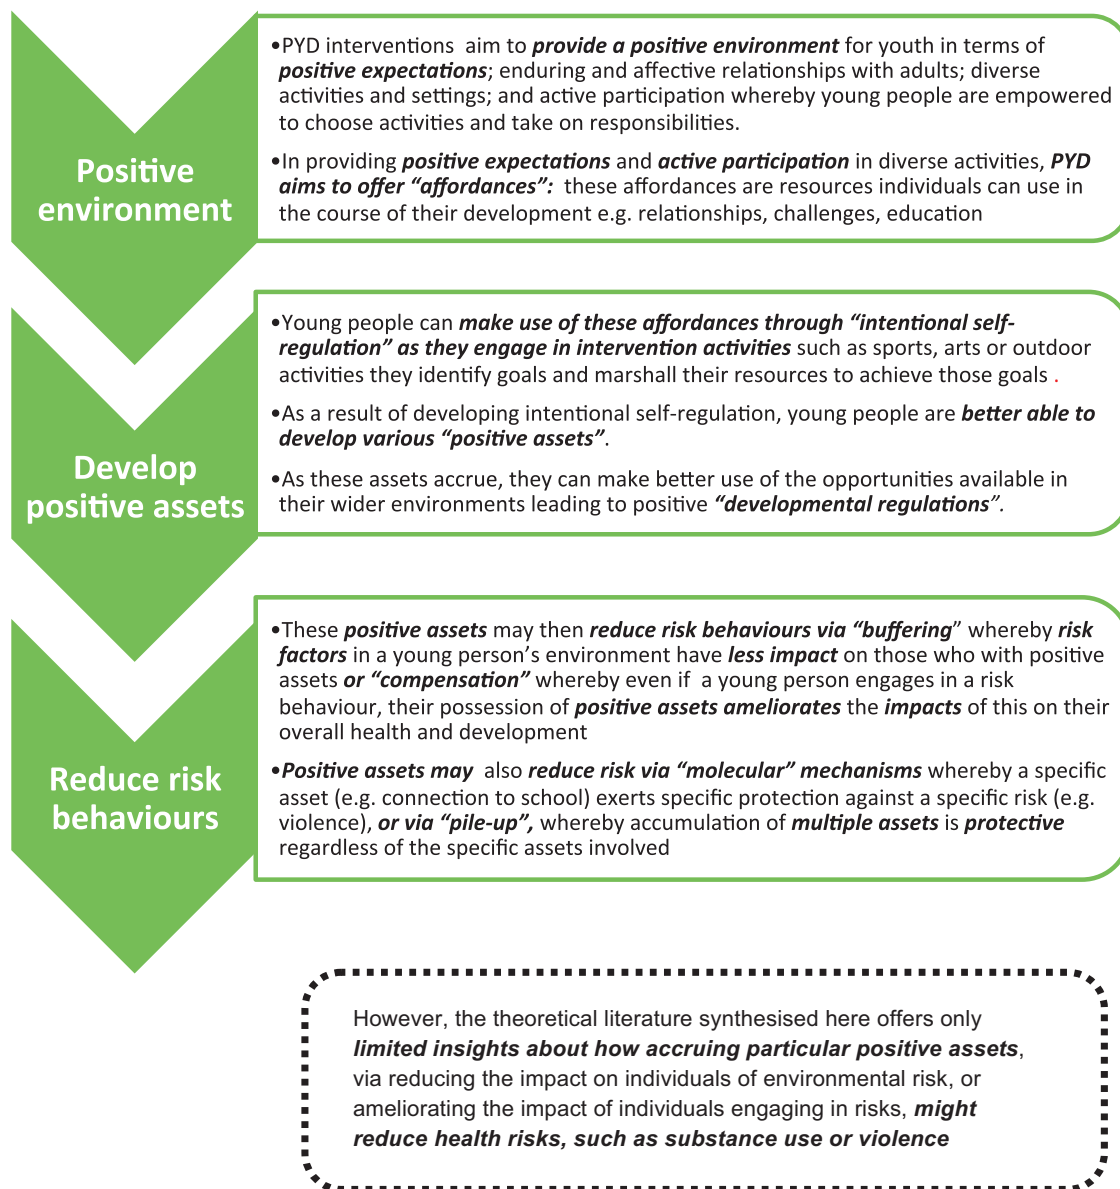 Positive
environment
•PYD interventions aim to provide a positive environment for youth in terms of
positive expectations; enduring and affective relationships with adults; diverse
activities and settings; and active participation whereby young people are empowered
to choose activities and take on responsibilities.
•In providing positive expectations and active participation in diverse activities, PYD
aims to offer “affordances”: these affordances are resources individuals can use in
the course of their development e.g. relationships, challenges, education
Develop
positive assets
•Young people can make use of these affordances through “intentional self-
regulation” as they engage in intervention activities such as sports, arts or outdoor
activities they identify goals and marshall their resources to achieve those goals .
•As a result of developing intentional self-regulation, young people are better able to
develop various “positive assets”.
•As these assets accrue, they can make better use of the opportunities available in
their wider environments leading to positive “developmental regulations”.
Reduce risk
behaviours
•These positive assets may then reduce risk behaviours via “buffering” whereby risk
factors in a young person’s environment have less impact on those who with positive
assets or “compensation” whereby even if a young person engages in a risk
behaviour, their possession of positive assets ameliorates the impacts of this on their
overall health and development
•Positive assets may also reduce risk via “molecular” mechanisms whereby a specific
asset (e.g. connection to school) exerts specific protection against a specific risk (e.g.
violence), or via “pile-up”, whereby accumulation of multiple assets is protective
regardless of the specific assets involved
However, the theoretical literature synthesised here offers only
limited insights about how accruing particular positive assets,
via reducing the impact on individuals of environmental risk, or
ameliorating the impact of individuals engaging in risks, might
reduce health risks, such as substance use or violence